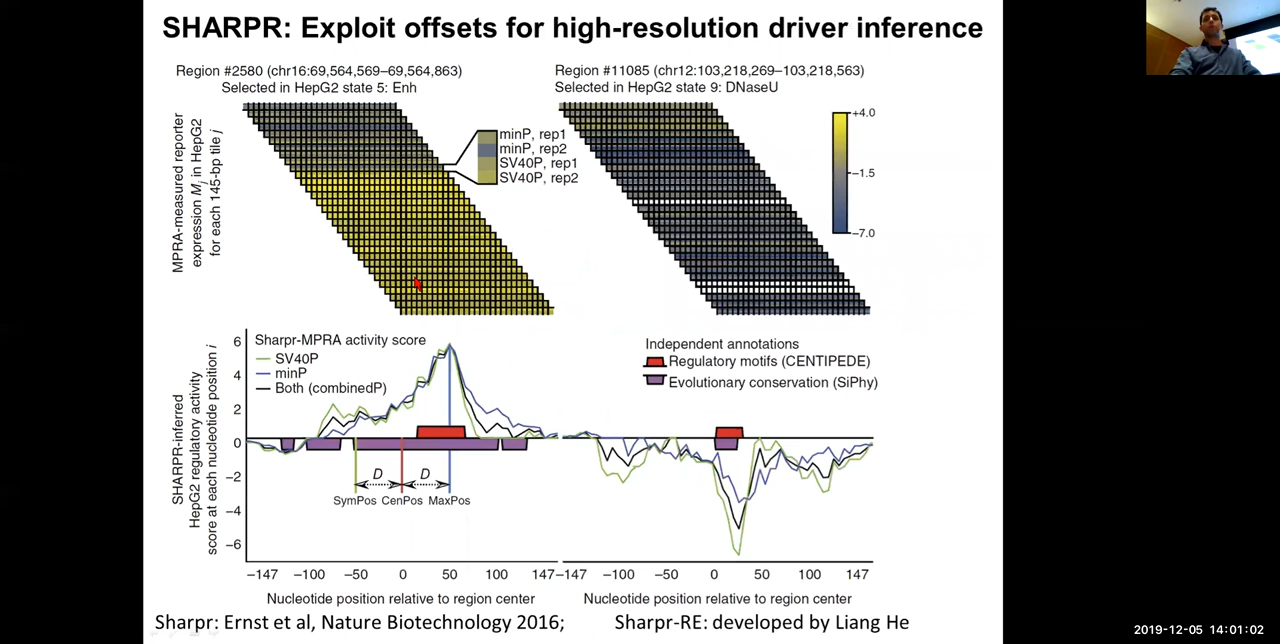 SHARPR: Exploit offsets for high-resolution driver inference
Region #2580 (chr16:69,564,569–69,564,863)
Selected in HepG2 state 5: Enh
Region #11085 (chr12:103,218,269–103,218,563)
Selected in HepG2 state 9: DNaseU
MPRA-measured reporter
expression Mj in HepG2
for each 145-bp tile j
minP, rep1
minP, rep2
SV40P, rep1
SV40P, rep2
+4.0
−1.5
−7.0
SHARPR-inferred
HepG2 regulatory activity
score at each nucleotide position i
6
4
2
0
−2
−4
−6
Sharpr-MPRA activity score
SV40P
minP
Both (combinedP)
Independent annotations
Regulatory motifs (CENTIPEDE)
Evolutionary conservation (SiPhy)
D D
SymPos CenPos MaxPos
−147 −100 −50 0 50 100 147
−147 −100 −50 0 50 100 147
Nucleotide position relative to region center
Nucleotide position relative to region center
Sharpr: Ernst et al, Nature Biotechnology 2016;
Sharpr-RE: developed by Liang He
2019-12-05 14:01:02